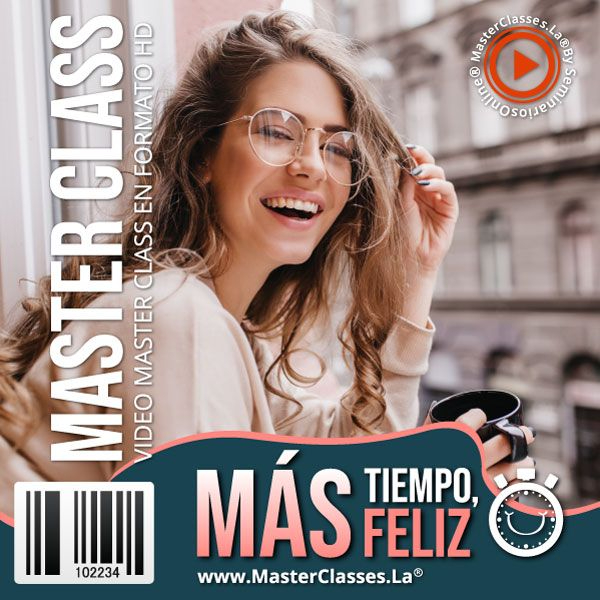 MASTER CLASS
VIDEO MASTER CLASS EN FORMATO HD
MasterClasses.La® By SeminariosOnline®
MÁS TIEMPO,
FELIZ
www.MasterClasses.La®
102234